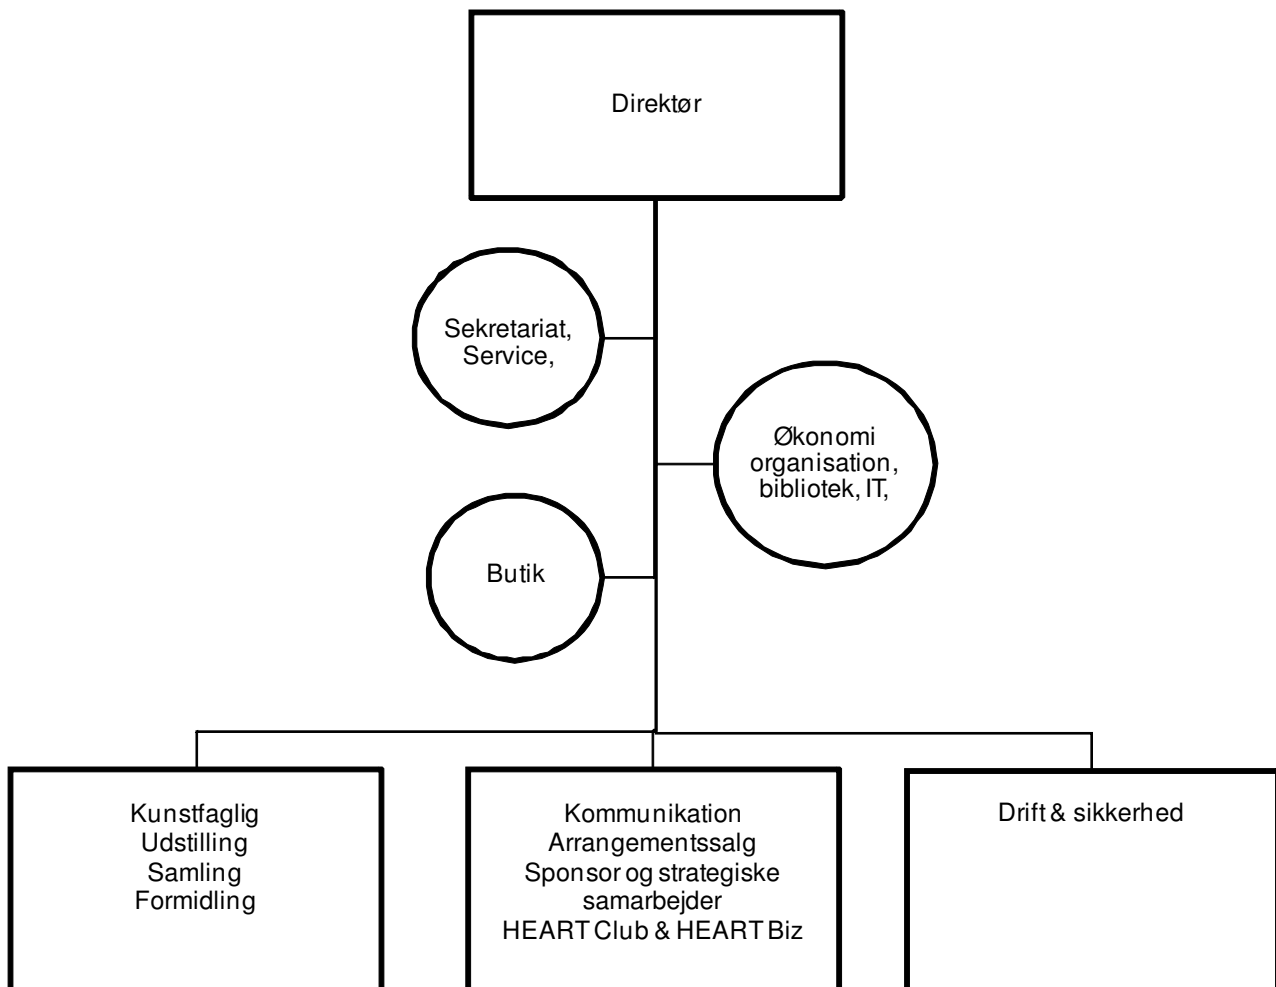 Direktør
Sekretariat,
Service,
Økonomi
organisation,
bibliotek, IT,
Butik
Kunstfaglig
Udstilling
Samling
Formidling
Kommunikation
Arrangementssalg
Sponsor og strategiske
samarbejder
HEART Club & HEART Biz
Drift & sikkerhed